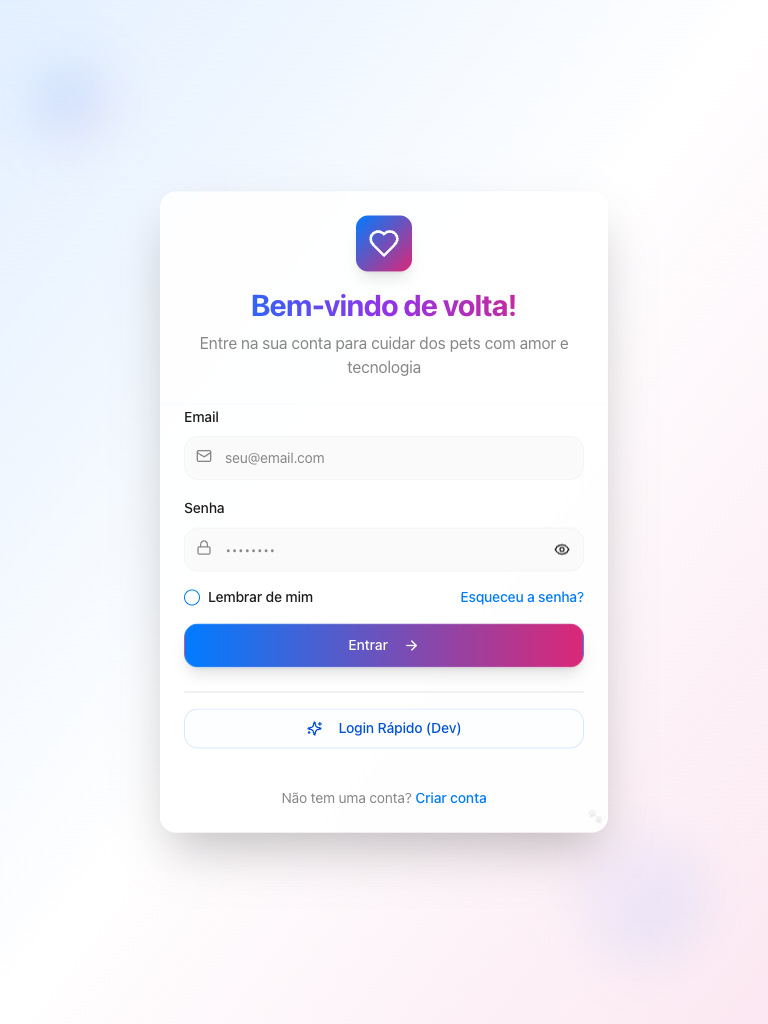 Bem-vindo de volta!
Entre na sua conta para cuidar dos pets com amor e
tecnologia
Email
seu@email.com
Senha
••••••••
Lembrar de mim
Esqueceu a senha?
Entrar
Login Rápido (Dev)
Não tem uma conta? Criar conta